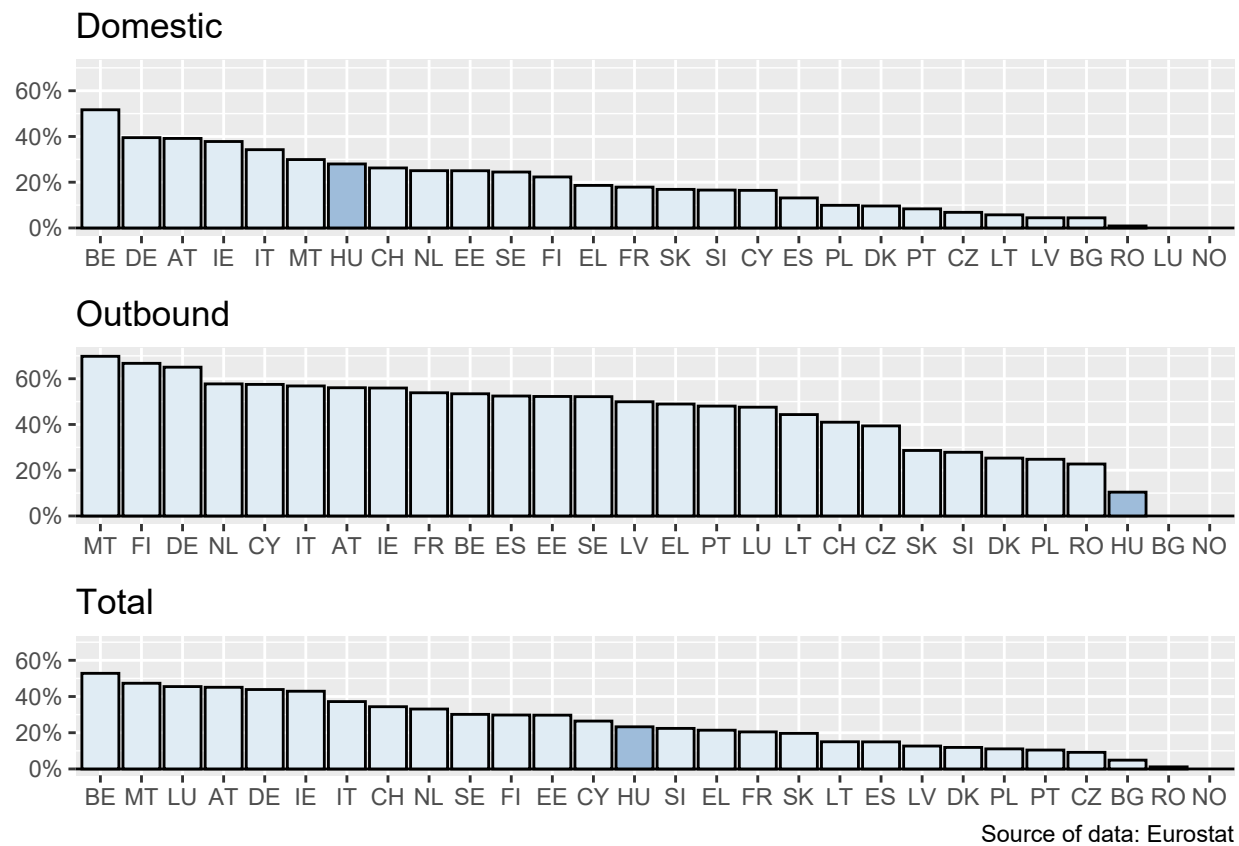 Domestic
60%
40%
20%
0%
BE DE AT IE IT MT HU CH NL EE SE FI EL FR SK SI CY ES PL DK PT CZ LT LV BG RO LU NO
Outbound
60%
40%
20%
0%
MT FI DE NL CY IT AT IE FR BE ES EE SE LV EL PT LU LT CH CZ SK SI DK PL RO HU BG NO
Total
60%
40%
20%
0%
BE MT LU AT DE IE IT CH NL SE FI EE CY HU SI EL FR SK LT ES LV DK PL PT CZ BG RO NO
Source of data: Eurostat